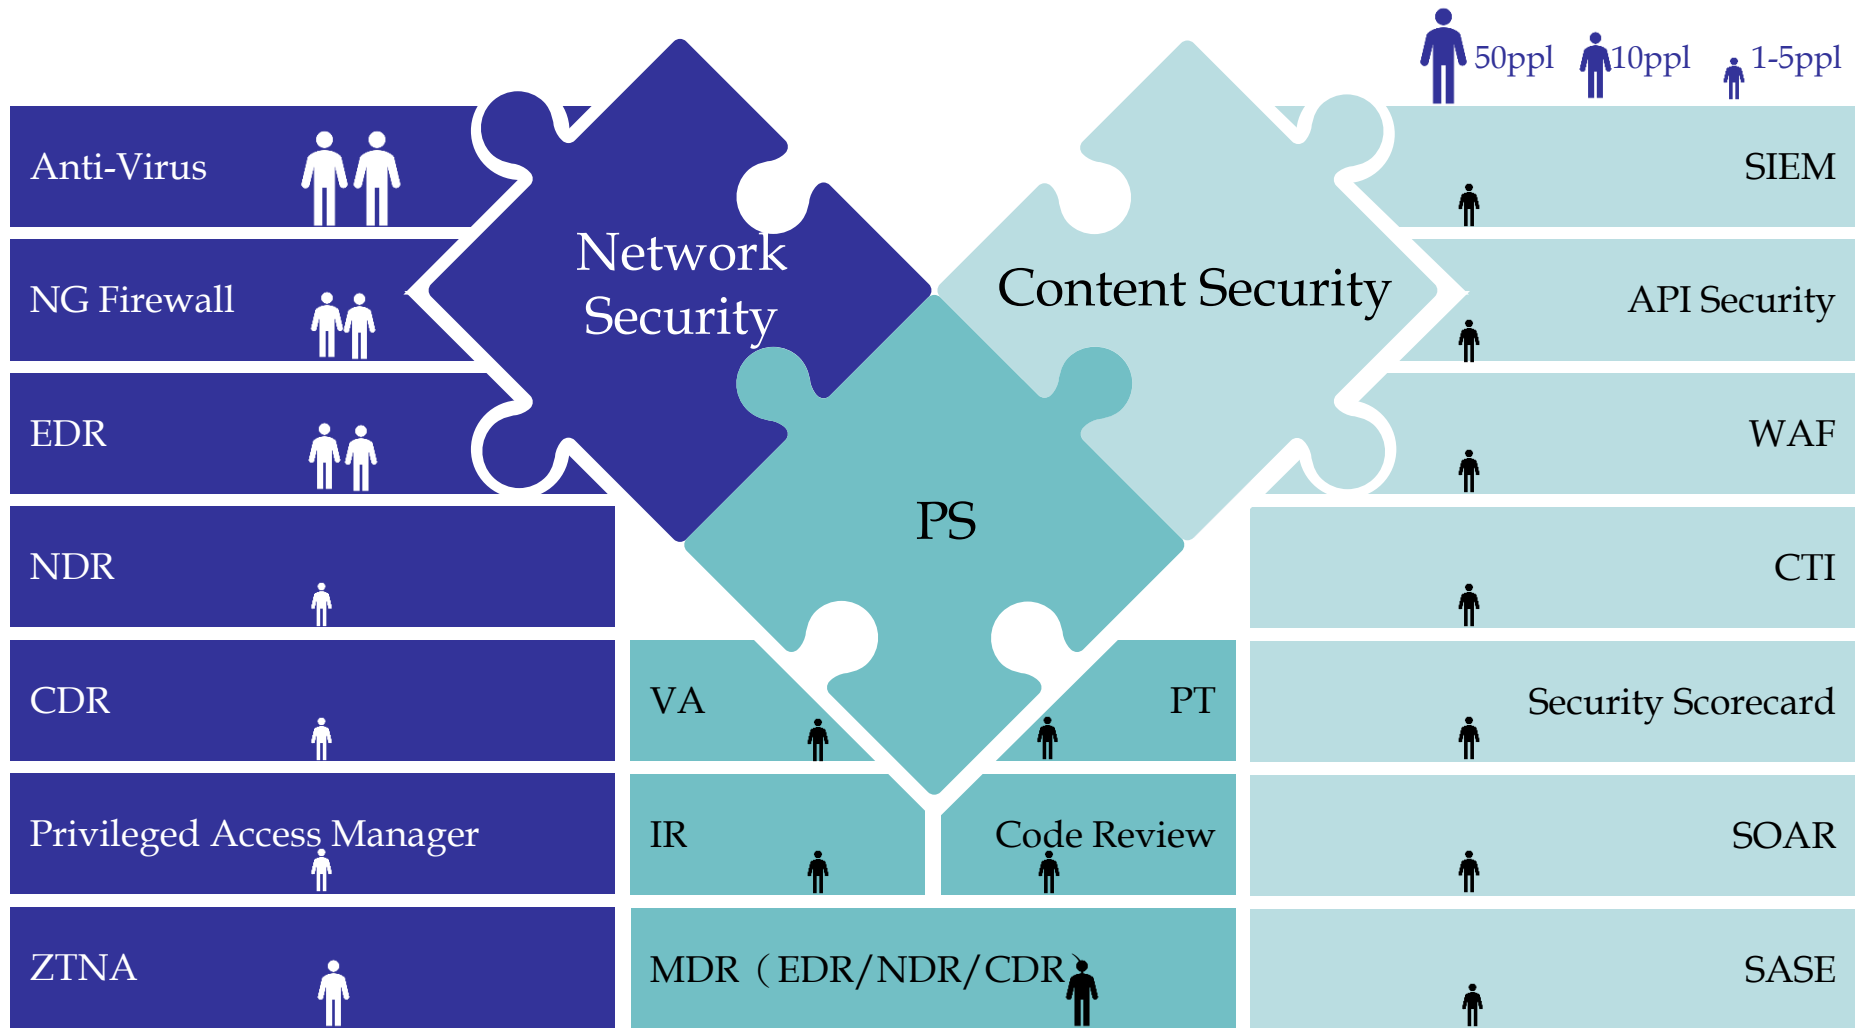 50ppl
10ppl
1-5ppl
Anti-Virus
NG Firewall
EDR
NDR
CDR
Privileged Access Manager
ZTNA
Network
Security
Content Security
PS
VA
PT
IR
Code Review
MDR（EDR/NDR/CDR）
SIEM
API Security
WAF
CTI
Security Scorecard
SOAR
SASE